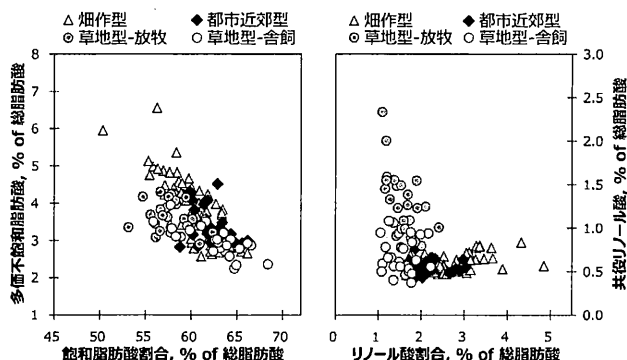 △ 畑作型 ◆ 都市近郊型
⊙ 草地型-放牧 ○ 草地型-舎飼
多価不飽和脂肪酸, % of 総脂肪酸
8
7
6
5
4
3
2
1
45 55 65 75
飽和脂肪酸割合, % of 総脂肪酸
△ 畑作型 ◆ 都市近郊型
⊙ 草地型-放牧 ○ 草地型-舎飼
3.0
2.5
2.0
1.5
1.0
0.5
0.0
共役リノール酸, % of 総脂肪酸
0 1 2 3 4 5
リノール酸割合, % of 総脂肪酸